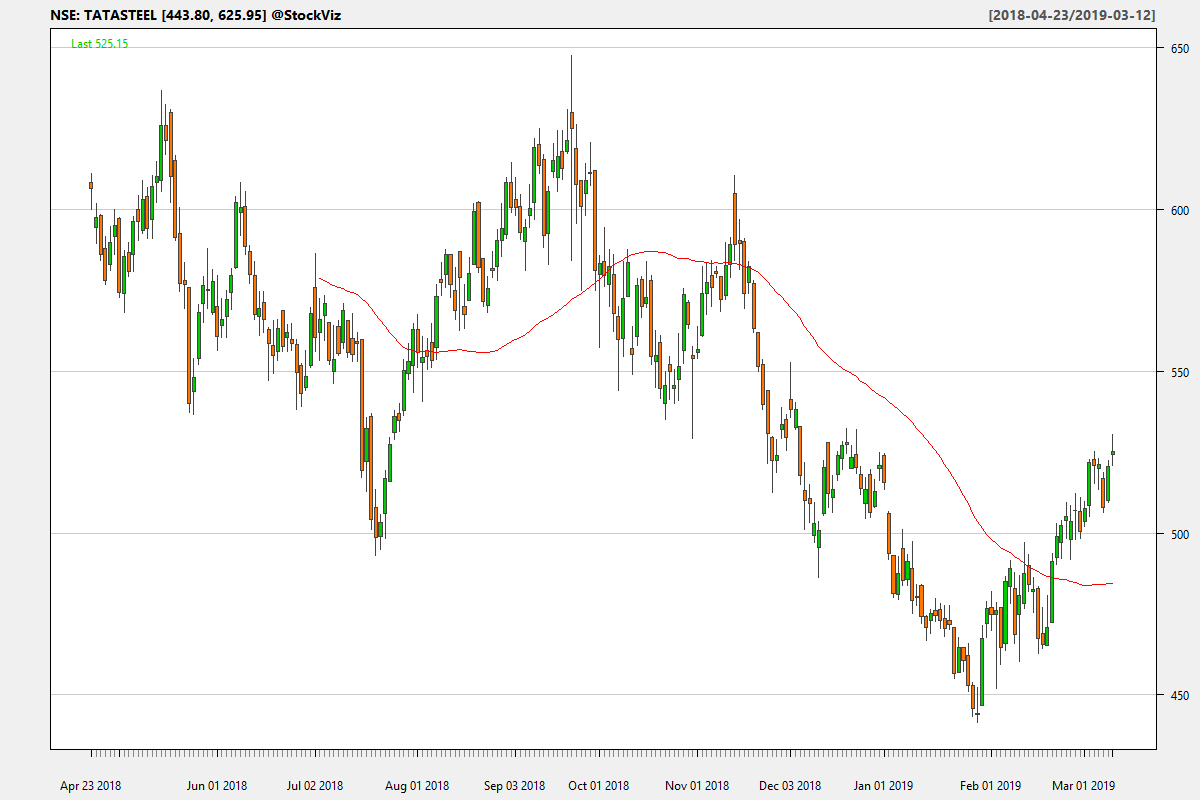 NSE: TATASTEEL [443.80, 625.95] @StockViz
[2018-04-23/2019-03-12]
Last 525.15
650
600
550
500
450
Apr 23 2018
Jun 01 2018
Jul 02 2018
Aug 01 2018
Sep 03 2018
Oct 01 2018
Nov 01 2018
Dec 03 2018
Jan 01 2019
Feb 01 2019
Mar 01 2019